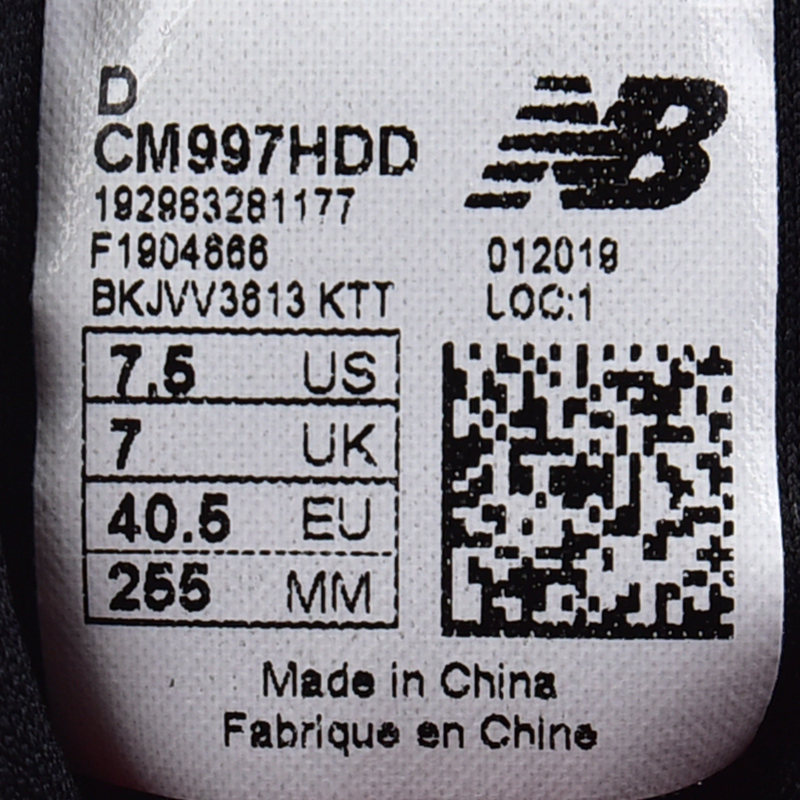 D
CM997HDD
192983281177
F1904666
BKJVV3613 KTT
NB
012019
LOC:1
7.5 US
7 UK
40.5 EU
255 MM
Made in China
Fabrique en Chine